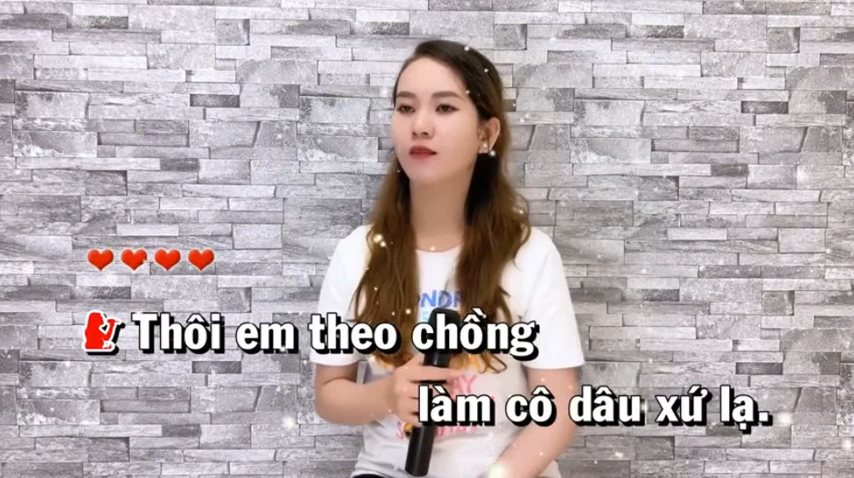 Thôi em theo chồng
làm cô dâu xứ lạ.